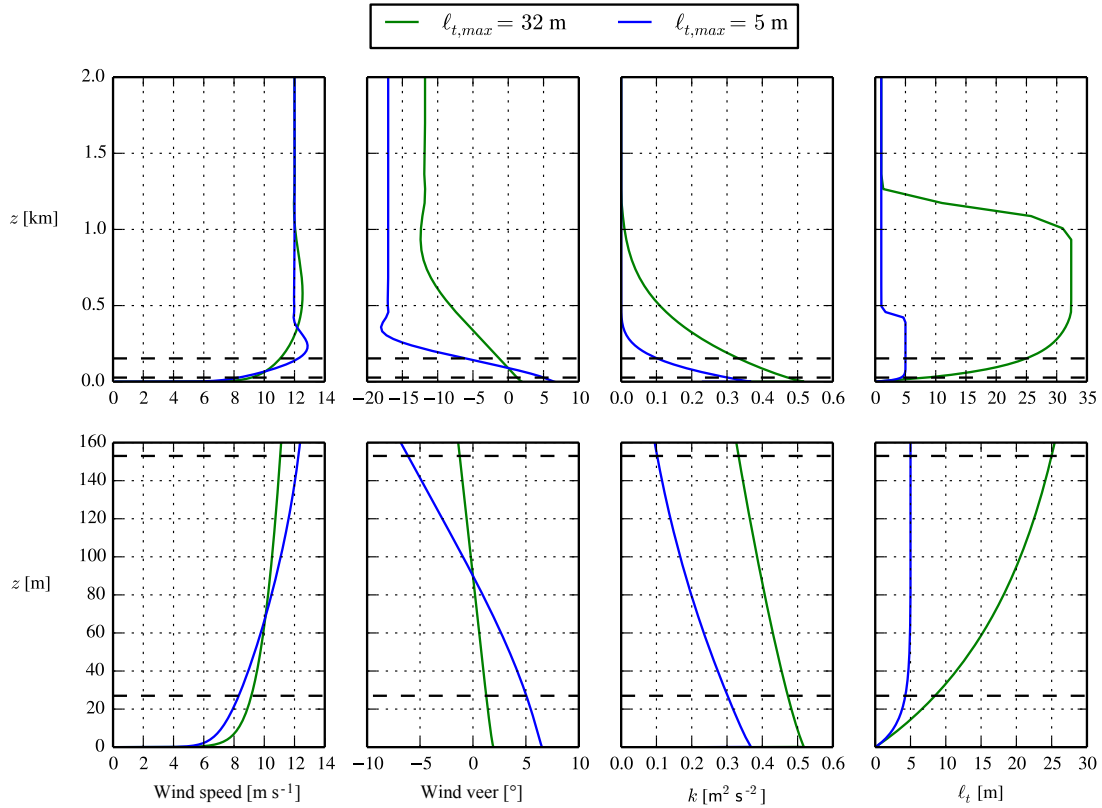 ℓt,max = 32 m ℓt,max = 5 m
2.0
1.5
1.0
0.5
0.0
z [km]
0 2 4 6 8 10 12 14
−20 −15 −10 −5 0 5 10
0.0 0.1 0.2 0.3 0.4 0.5 0.6
0 5 10 15 20 25 30 35
160
140
120
100
80
60
40
20
0
z [m]
0 2 4 6 8 10 12 14
−10 −5 0 5 10
0.0 0.1 0.2 0.3 0.4 0.5 0.6
0 5 10 15 20 25 30
Wind speed [m s-1] Wind veer [°] k [m2 s-2] ℓt [m]